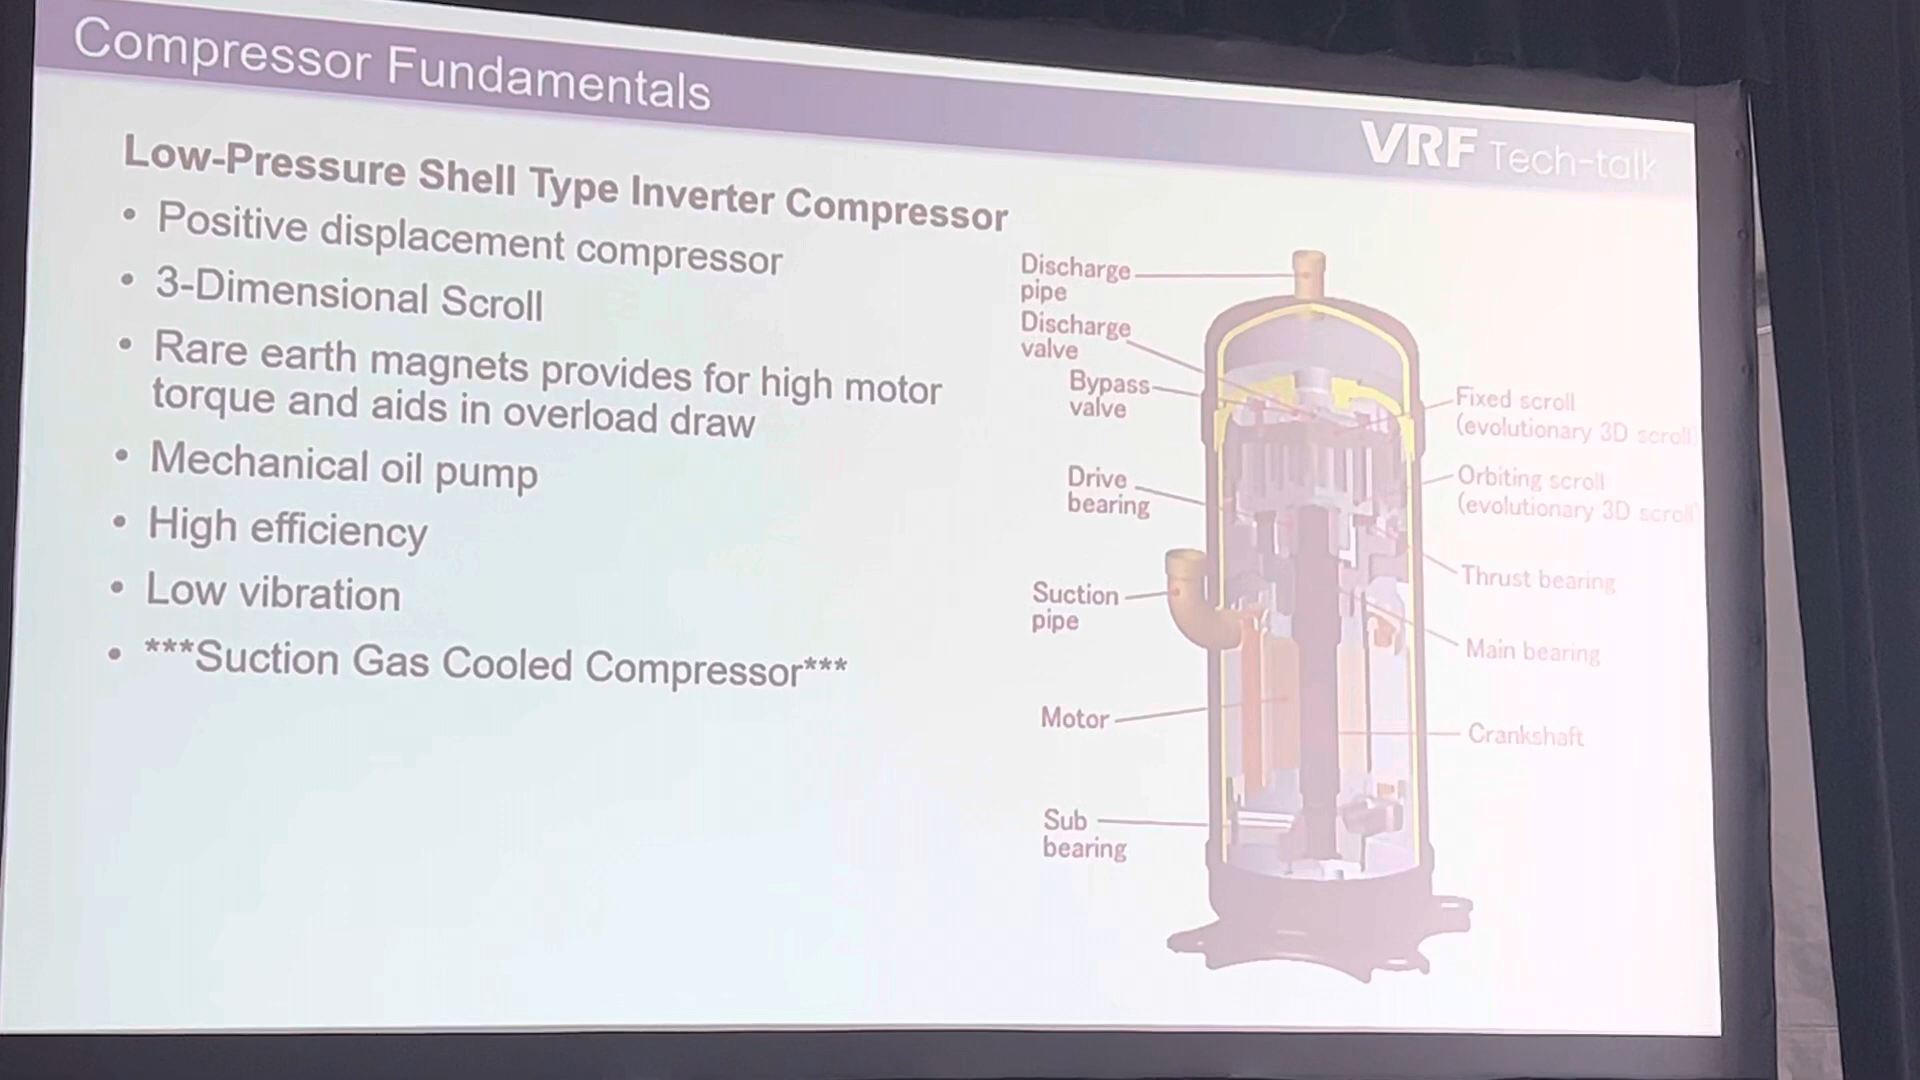 Compressor Fundamentals
VRF Tech-talk
Low-Pressure Shell Type Inverter Compressor
• Positive displacement compressor
• 3-Dimensional Scroll
• Rare earth magnets provides for high motor
torque and aids in overload draw
• Mechanical oil pump
• High efficiency
• Low vibration
• ***Suction Gas Cooled Compressor***
Discharge
pipe
Discharge
valve
Bypass
valve
Drive
bearing
Suction
pipe
Motor
Sub
bearing
Fixed scroll
(evolutionary 3D scroll)
Orbiting scroll
(evolutionary 3D scroll)
Thrust bearing
Main bearing
Crankshaft